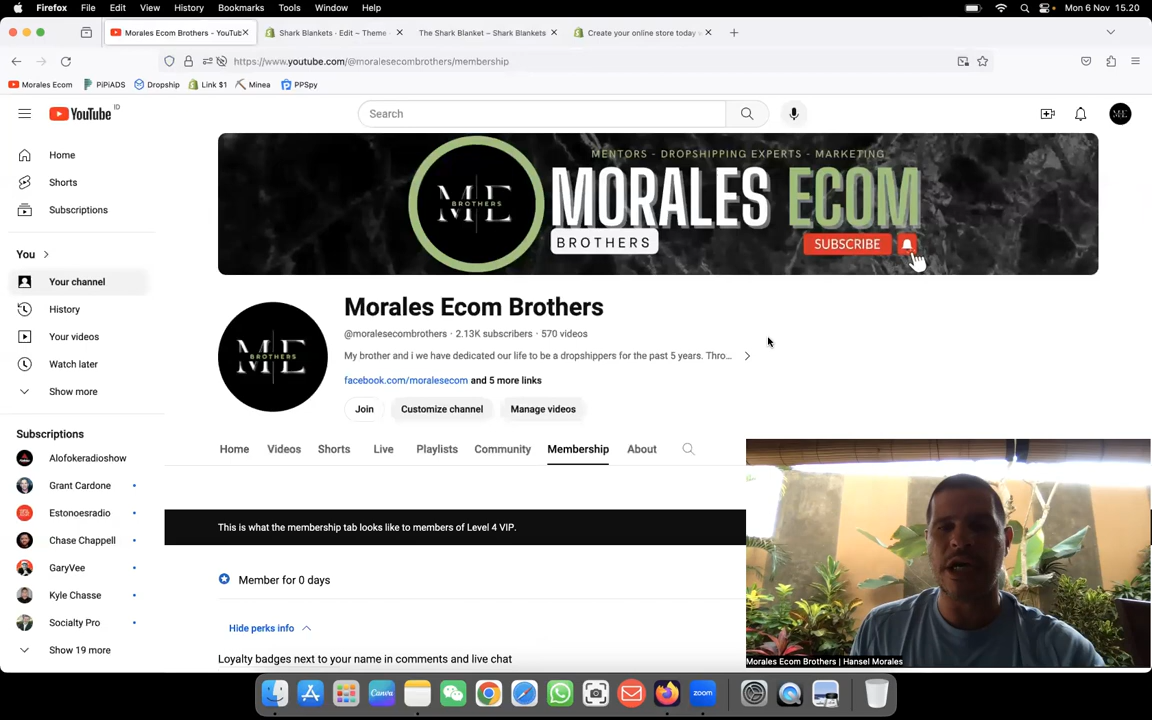 Firefox File Edit View History Bookmarks Tools Window Help Mon 6 Nov 15.20
Morales Ecom Brothers - YouTub Shark Blankets · Edit ~ Theme The Shark Blanket – Shark Blankets Create your online store today
https://www.youtube.com/@moralesecombrothers/membership
Morales Ecom PiPiADS Dropship Link $1 Minea PPSpy
YouTube ID
Search
Home
Shorts
Subscriptions
You
Your channel
History
Your videos
Watch later
Show more
Subscriptions
Alofokeradioshow
Grant Cardone
Estonoesradio
Chase Chappell
GaryVee
Kyle Chasse
Socialty Pro
Show 19 more
MENTORS - DROPSHIPPING EXPERTS - MARKETING
ME BROTHERS
MORALES ECOM
BROTHERS
SUBSCRIBE
ME BROTHERS
Morales Ecom Brothers
@moralesecombrothers · 2.13K subscribers · 570 videos
My brother and i we have dedicated our life to be a dropshippers for the past 5 years. Thro...
facebook.com/moralesecom and 5 more links
Join Customize channel Manage videos
Home Videos Shorts Live Playlists Community Membership About
This is what the membership tab looks like to members of Level 4 VIP.
Member for 0 days
Hide perks info
Loyalty badges next to your name in comments and live chat
Morales Ecom Brothers | Hansel Morales
Canva
zoom